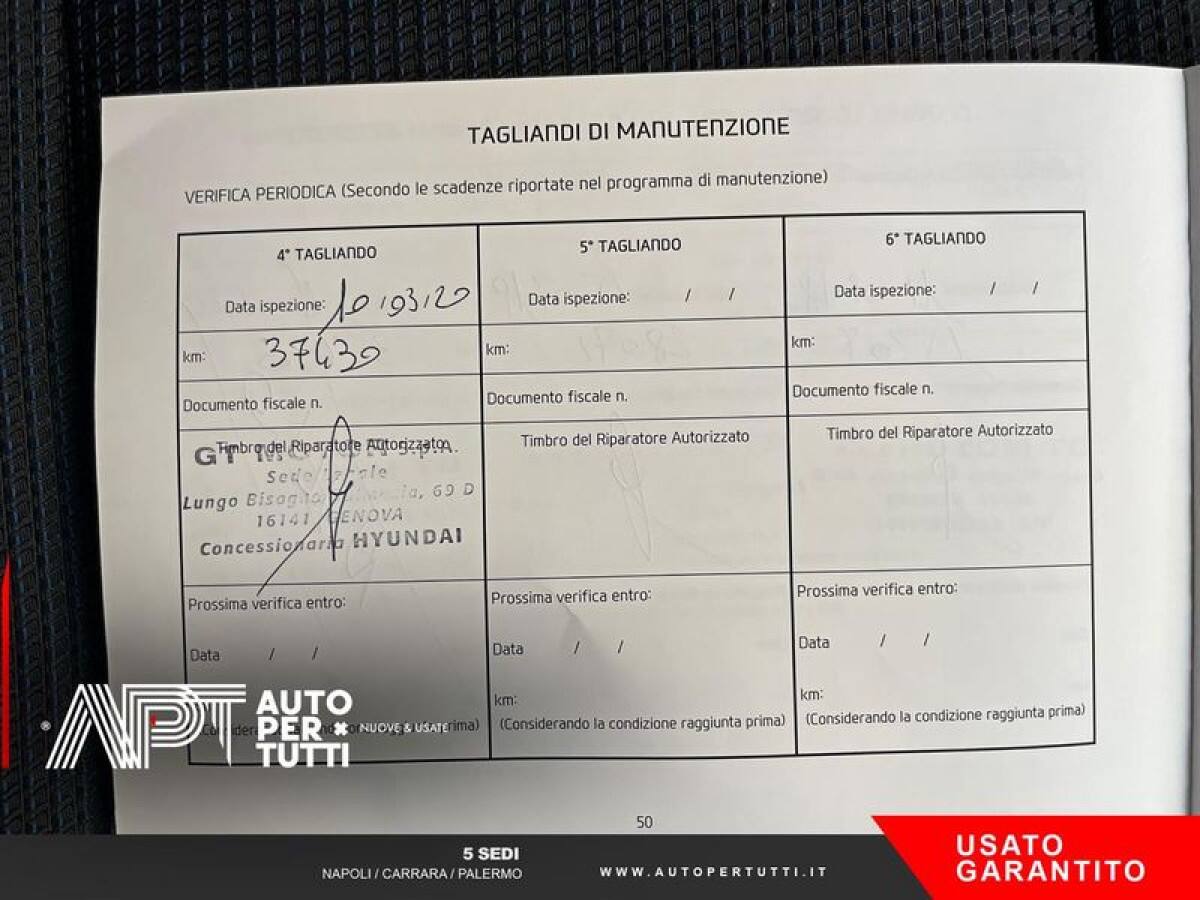 TAGLIANDI DI MANUTENZIONE
VERIFICA PERIODICA (Secondo le scadenze riportate nel programma di manutenzione)
4° TAGLIANDO
Data ispezione: 10/03/20
km: 37430
Documento fiscale n.
Timbro del Riparatore Autorizzato
GT S.p.A.
Sede
Lungo 69 D
16141 GENOVA
Concessionaria HYUNDAI
Prossima verifica entro:
Data / /
5° TAGLIANDO
Data ispezione: / /
km:
Documento fiscale n.
Timbro del Riparatore Autorizzato
Prossima verifica entro:
Data / /
km:
(Considerando la condizione raggiunta prima)
6° TAGLIANDO
Data ispezione: / /
km:
Documento fiscale n.
Timbro del Riparatore Autorizzato
Prossima verifica entro:
Data / /
km:
(Considerando la condizione raggiunta prima)
50
® APT AUTO
PER
TUTTI
NUOVE & USATE
5 SEDI
NAPOLI / CARRARA / PALERMO
WWW.AUTOPERTUTTI.IT
USATO
GARANTITO